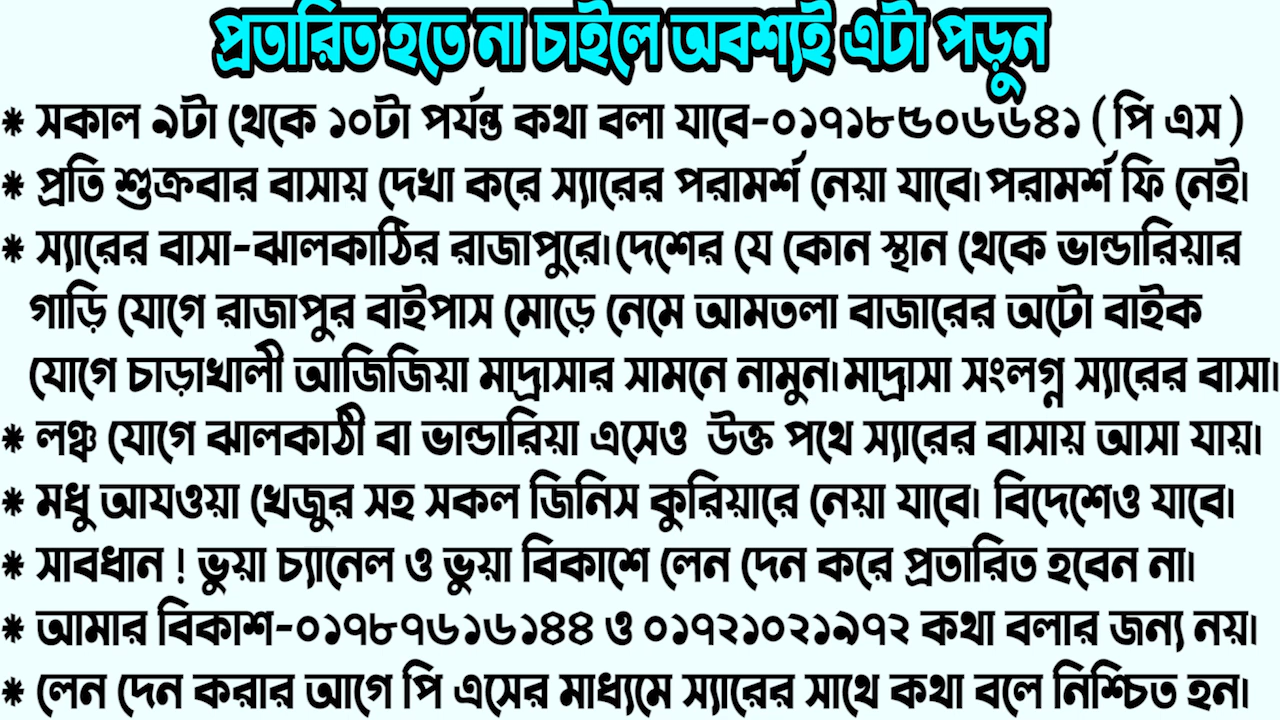 প্রতারিত হতে না চাইলে অবশ্যই এটা পড়ুন
* সকাল ৯টা থেকে ১০টা পর্যন্ত কথা বলা যাবে-০১৭১৮৫০৬৬৪১ ( পি এস )
* প্রতি শুক্রবার বাসায় দেখা করে স্যারের পরামর্শ নেয়া যাবে। পরামর্শ ফি নেই।
* স্যারের বাসা-ঝালকাঠির রাজাপুরে। দেশের যে কোন স্থান থেকে ভান্ডারিয়ার
গাড়ি যোগে রাজাপুর বাইপাস মোড়ে নেমে আমতলা বাজারের অটো বাইক
যোগে চাড়াখালী আজিজিয়া মাদ্রাসার সামনে নামুন। মাদ্রাসা সংলগ্ন স্যারের বাসা।
* লঞ্চ যোগে ঝালকাঠী বা ভান্ডারিয়া এসেও উক্ত পথে স্যারের বাসায় আসা যায়।
* মধু আযওয়া খেজুর সহ সকল জিনিস কুরিয়ারে নেয়া যাবে। বিদেশেও যাবে।
* সাবধান ! ভুয়া চ্যানেল ও ভুয়া বিকাশে লেন দেন করে প্রতারিত হবেন না।
* আমার বিকাশ-০১৭৮৭৬১৬১৪৪ ও ০১৭২১০২১৯৭২ কথা বলার জন্য নয়।
* লেন দেন করার আগে পি এসের মাধ্যমে স্যারের সাথে কথা বলে নিশ্চিত হন।